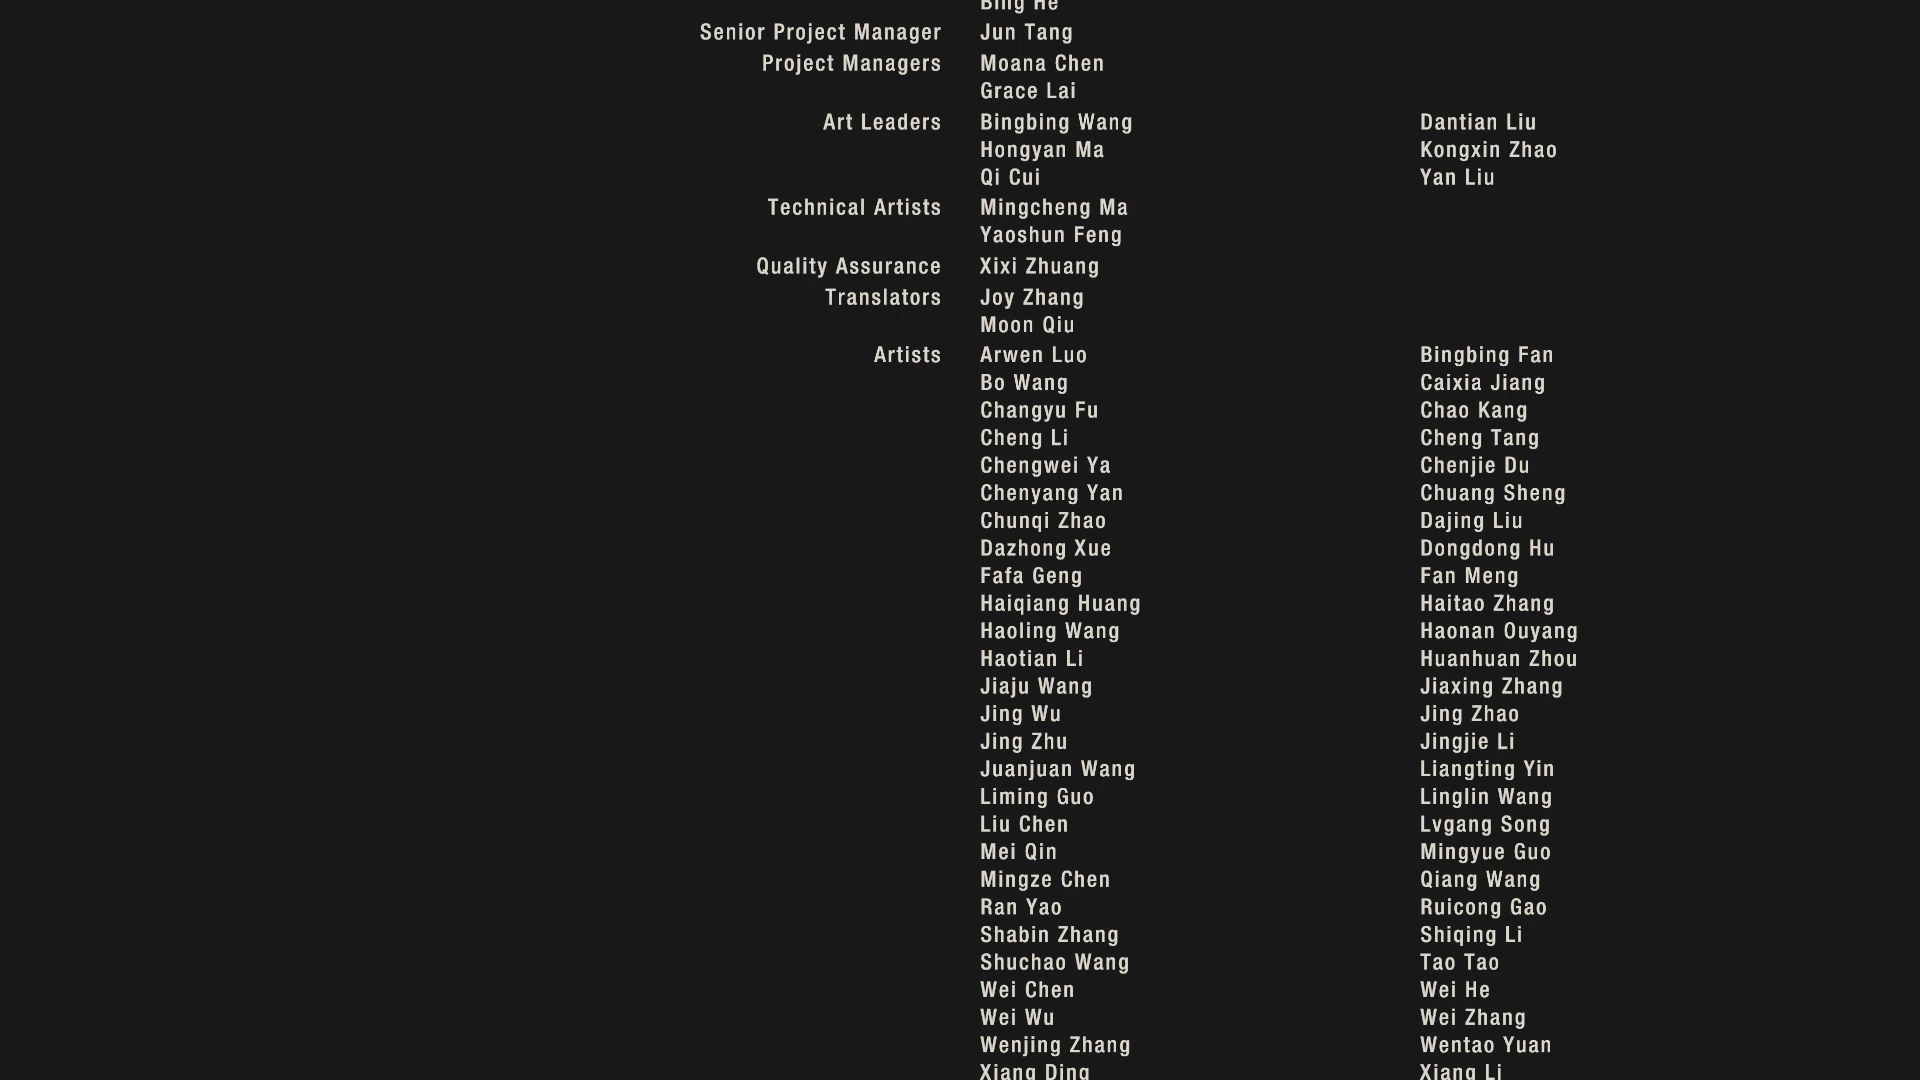 Bing He
Senior Project Manager Jun Tang
Project Managers Moana Chen
Grace Lai
Art Leaders Bingbing Wang Dantian Liu
Hongyan Ma Kongxin Zhao
Qi Cui Yan Liu
Technical Artists Mingcheng Ma
Yaoshun Feng
Quality Assurance Xixi Zhuang
Translators Joy Zhang
Moon Qiu
Artists Arwen Luo Bingbing Fan
Bo Wang Caixia Jiang
Changyu Fu Chao Kang
Cheng Li Cheng Tang
Chengwei Ya Chenjie Du
Chenyang Yan Chuang Sheng
Chunqi Zhao Dajing Liu
Dazhong Xue Dongdong Hu
Fafa Geng Fan Meng
Haiqiang Huang Haitao Zhang
Haoling Wang Haonan Ouyang
Haotian Li Huanhuan Zhou
Jiaju Wang Jiaxing Zhang
Jing Wu Jing Zhao
Jing Zhu Jingjie Li
Juanjuan Wang Liangting Yin
Liming Guo Linglin Wang
Liu Chen Lvgang Song
Mei Qin Mingyue Guo
Mingze Chen Qiang Wang
Ran Yao Ruicong Gao
Shabin Zhang Shiqing Li
Shuchao Wang Tao Tao
Wei Chen Wei He
Wei Wu Wei Zhang
Wenjing Zhang Wentao Yuan
Xiang Ding Xiang Li